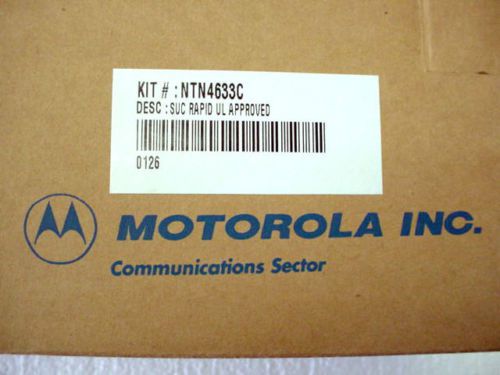 KIT # : NTN4633C
DESC : SUC RAPID UL APPROVED
0126
MOTOROLA INC.
Communications Sector